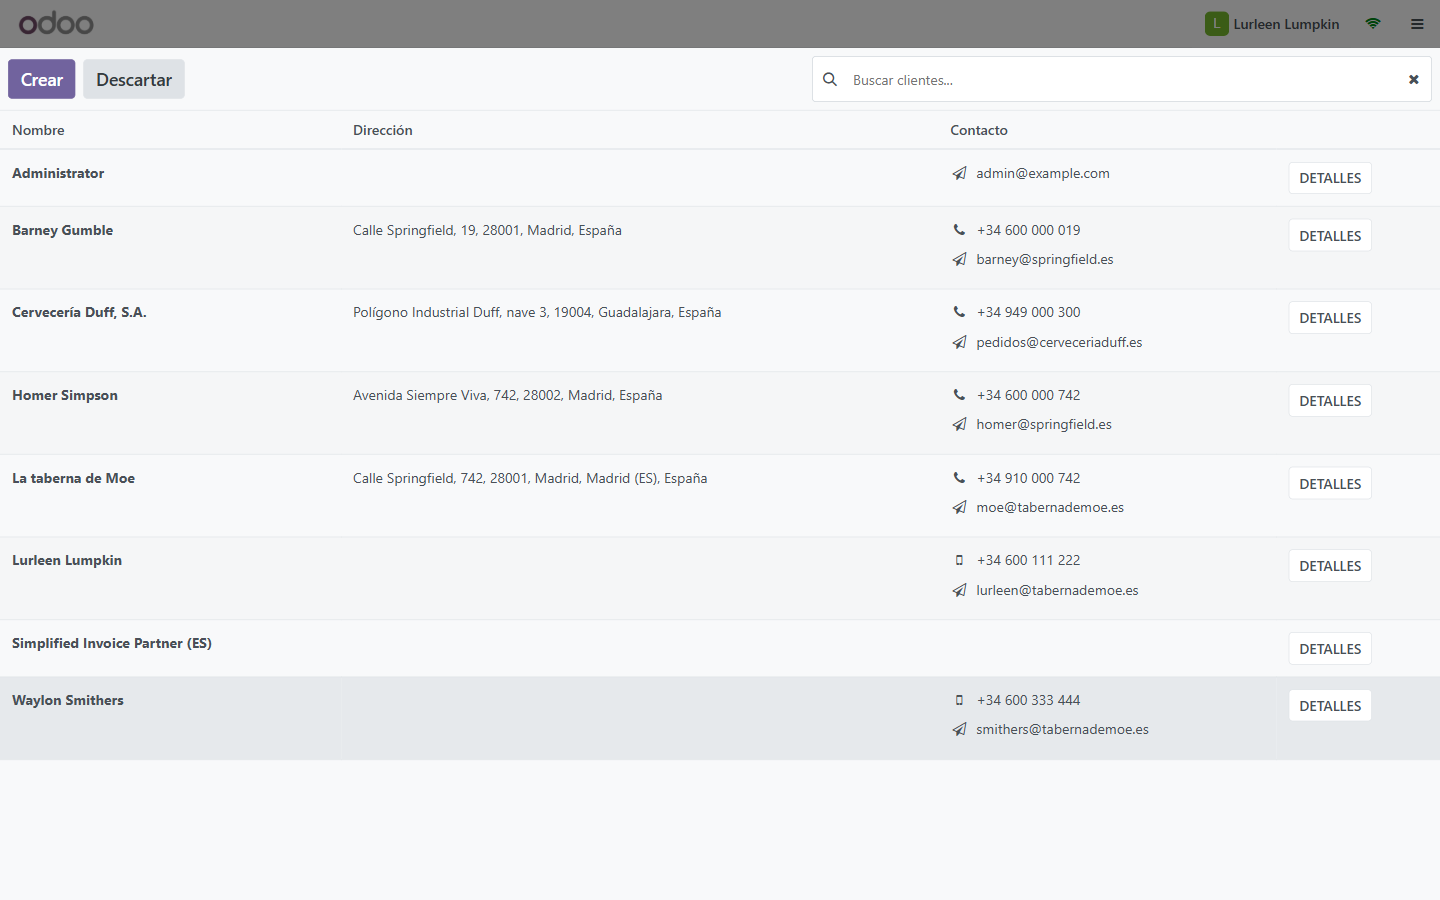 odoo
L Lurleen Lumpkin
Crear Descartar Buscar clientes...
Nombre Dirección Contacto
Administrator admin@example.com DETALLES
Barney Gumble Calle Springfield, 19, 28001, Madrid, España +34 600 000 019 DETALLES
barney@springfield.es
Cervecería Duff, S.A. Polígono Industrial Duff, nave 3, 19004, Guadalajara, España +34 949 000 300 DETALLES
pedidos@cerveceriaduff.es
Homer Simpson Avenida Siempre Viva, 742, 28002, Madrid, España +34 600 000 742 DETALLES
homer@springfield.es
La taberna de Moe Calle Springfield, 742, 28001, Madrid, Madrid (ES), España +34 910 000 742 DETALLES
moe@tabernademoe.es
Lurleen Lumpkin +34 600 111 222 DETALLES
lurleen@tabernademoe.es
Simplified Invoice Partner (ES) DETALLES
Waylon Smithers +34 600 333 444 DETALLES
smithers@tabernademoe.es